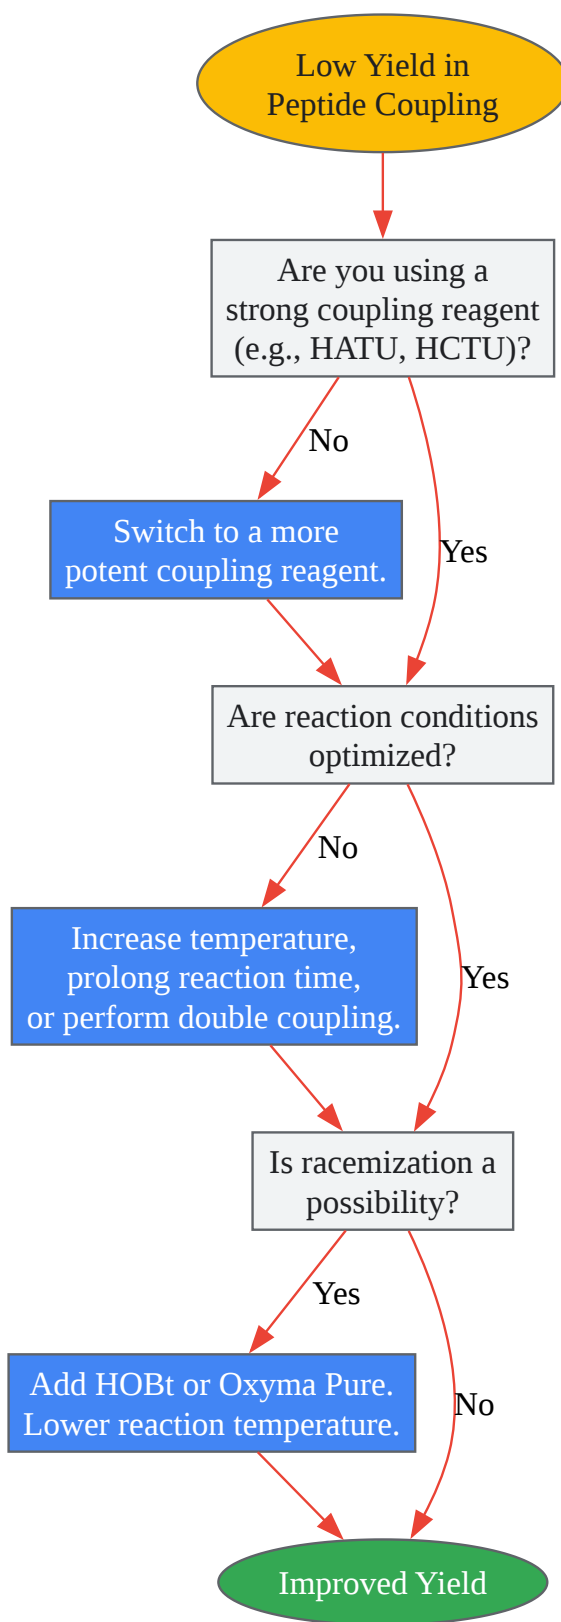 Low Yield in
Peptide Coupling
Are you using a
strong coupling reagent
(e.g., HATU, HCTU)?
No
Yes
Switch to a more
potent coupling reagent.
Are reaction conditions
optimized?
No
Yes
Increase temperature,
prolong reaction time,
or perform double coupling.
Is racemization a
possibility?
Yes
No
Add HOBt or Oxyma Pure.
Lower reaction temperature.
Improved Yield